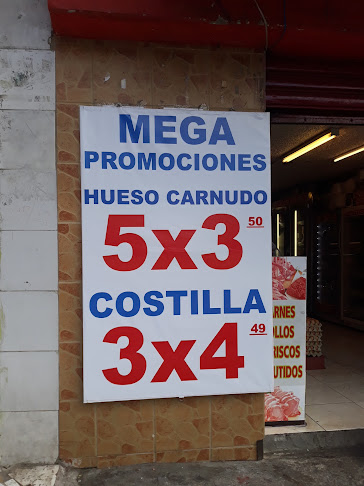 MEGA
PROMOCIONES
HUESO CARNUDO
5x3 50
COSTILLA
3x4 49